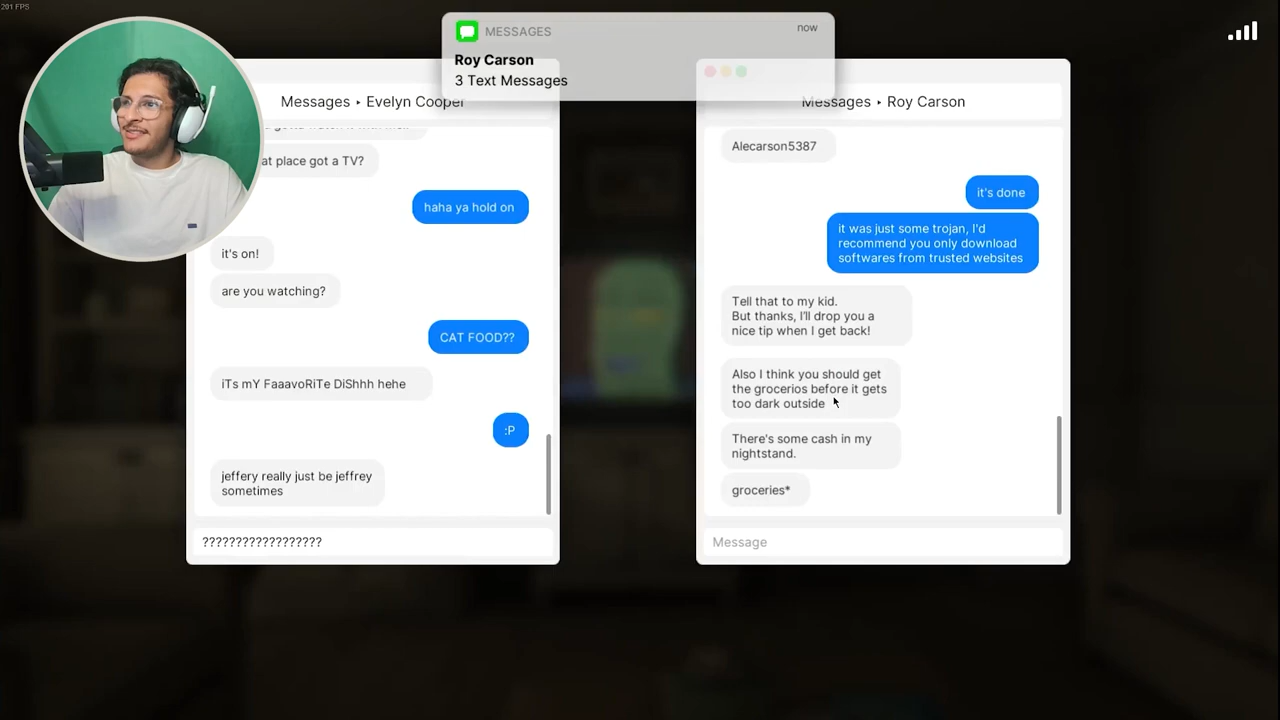 201 FPS
MESSAGES
now
Roy Carson
3 Text Messages
Messages ▸ Evelyn Cooper
at place got a TV?
haha ya hold on
it's on!
are you watching?
CAT FOOD??
iTs mY FaaavoRiTe DiShhh hehe
:P
jeffery really just be jeffrey
sometimes
??????????????????
Messages ▸ Roy Carson
Alecarson5387
it's done
it was just some trojan, I'd
recommend you only download
softwares from trusted websites
Tell that to my kid.
But thanks, I'll drop you a
nice tip when I get back!
Also I think you should get
the grocerios before it gets
too dark outside
There's some cash in my
nightstand.
groceries*
Message